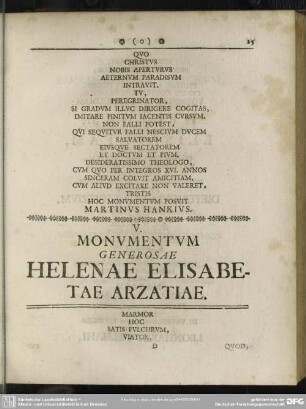 ( o ) 25
QVO
CHRISTVS
NOBIS APERTVRVS
AETERNVM PARADISVM
INTRAVIT.
TV,
PEREGRINATOR,
SI GRADVM ILLVC DIRIGERE COGITAS,
IMITARE FINITVM IACENTIS CVRSVM.
NON FALLI POTEST,
QVI SEQVITVR FALLI NESCIVM DVCEM
SALVATOREM
EIVSQVE SECTATOREM
ET DOCTVM ET PIVM.
DESIDERATISSIMO THEOLOGO,
CVM QVO PER INTEGROS XVI. ANNOS
SINCERAM COLVIT AMICITIAM,
CVM ALIVD EXCITARE NON VALERET,
TRISTIS
HOC MONVMENTVM POSVIT
MARTINVS HANKIVS.
V.
MONVMENTVM
GENEROSAE
HELENAE ELISABE-
TAE ARZATIAE.
MARMOR
HOC
SATIS PVLCHRVM,
VIATOR,
D QVOD,